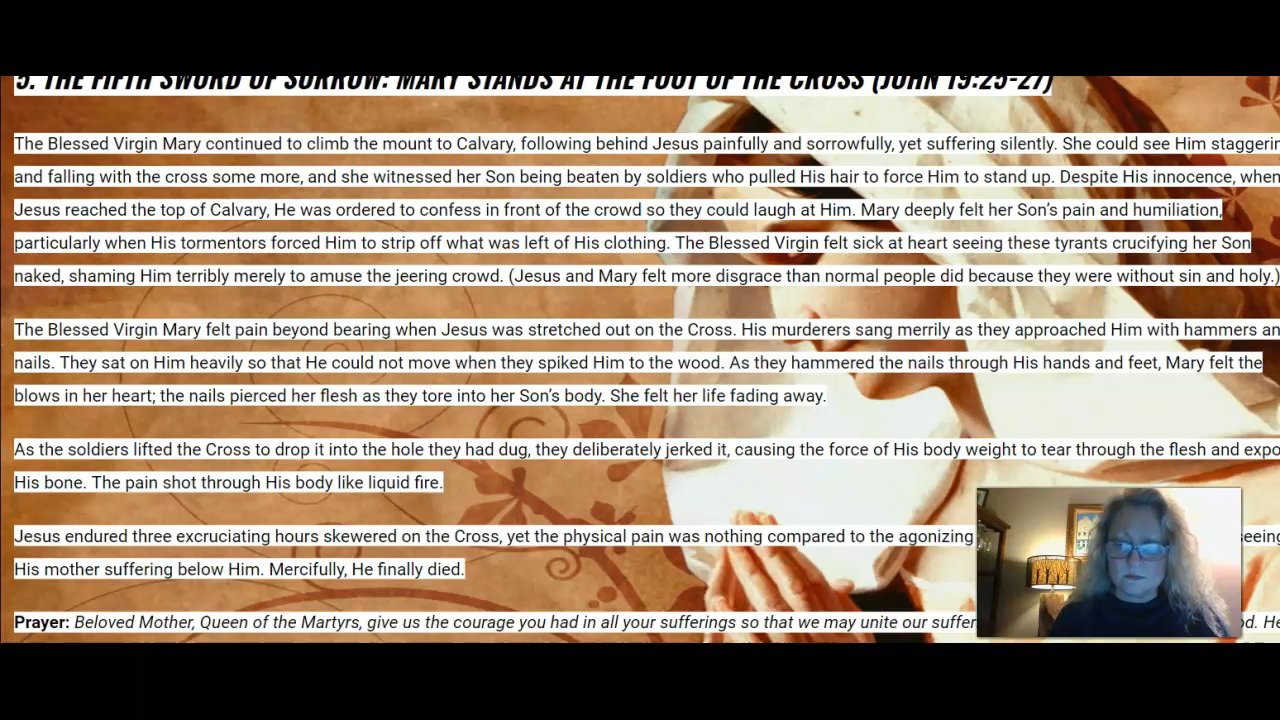 5. THE FIFTH SWORD OF SORROW: MARY STANDS AT THE FOOT OF THE CROSS (JOHN 19:25-27)
The Blessed Virgin Mary continued to climb the mount to Calvary, following behind Jesus painfully and sorrowfully, yet suffering silently. She could see Him staggerin
and falling with the cross some more, and she witnessed her Son being beaten by soldiers who pulled His hair to force Him to stand up. Despite His innocence, when
Jesus reached the top of Calvary, He was ordered to confess in front of the crowd so they could laugh at Him. Mary deeply felt her Son’s pain and humiliation,
particularly when His tormentors forced Him to strip off what was left of His clothing. The Blessed Virgin felt sick at heart seeing these tyrants crucifying her Son
naked, shaming Him terribly merely to amuse the jeering crowd. (Jesus and Mary felt more disgrace than normal people did because they were without sin and holy.)
The Blessed Virgin Mary felt pain beyond bearing when Jesus was stretched out on the Cross. His murderers sang merrily as they approached Him with hammers an
nails. They sat on Him heavily so that He could not move when they spiked Him to the wood. As they hammered the nails through His hands and feet, Mary felt the
blows in her heart; the nails pierced her flesh as they tore into her Son’s body. She felt her life fading away.
As the soldiers lifted the Cross to drop it into the hole they had dug, they deliberately jerked it, causing the force of His body weight to tear through the flesh and expo
His bone. The pain shot through His body like liquid fire.
Jesus endured three excruciating hours skewered on the Cross, yet the physical pain was nothing compared to the agonizing seeing
His mother suffering below Him. Mercifully, He finally died.
Prayer: Beloved Mother, Queen of the Martyrs, give us the courage you had in all your sufferings so that we may unite our suffer od. He